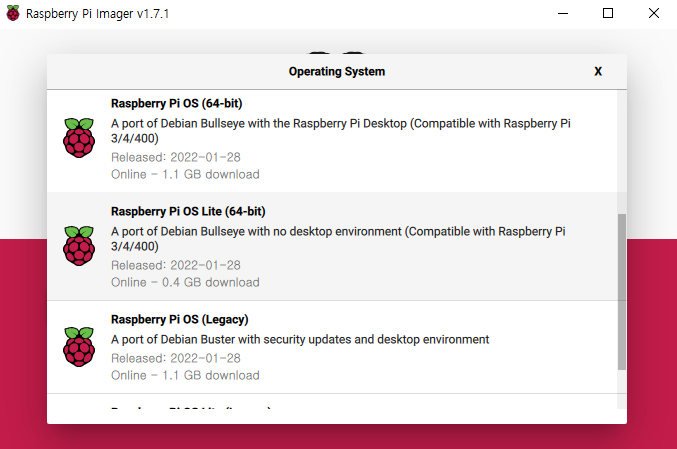 Raspberry Pi Imager v1.7.1
Operating System
X
Raspberry Pi OS (64-bit)
A port of Debian Bullseye with the Raspberry Pi Desktop (Compatible with Raspberry Pi
3/4/400)
Released: 2022-01-28
Online - 1.1 GB download
Raspberry Pi OS Lite (64-bit)
A port of Debian Bullseye with no desktop environment (Compatible with Raspberry Pi
3/4/400)
Released: 2022-01-28
Online - 0.4 GB download
Raspberry Pi OS (Legacy)
A port of Debian Buster with security updates and desktop environment
Released: 2022-01-28
Online - 1.1 GB download